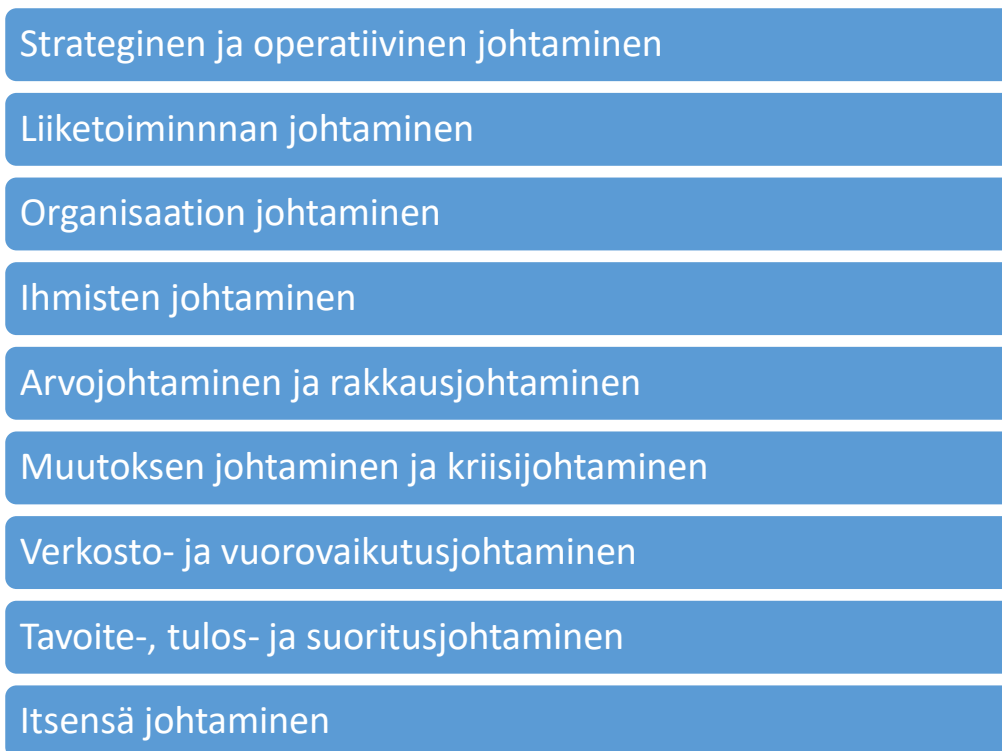 Strateginen ja operatiivinen johtaminen
Liiketoiminnnan johtaminen
Organisaation johtaminen
Ihmisten johtaminen
Arvojohtaminen ja rakkausjohtaminen
Muutoksen johtaminen ja kriisijohtaminen
Verkosto- ja vuorovaikutusjohtaminen
Tavoite-, tulos- ja suoritusjohtaminen
Itsensä johtaminen